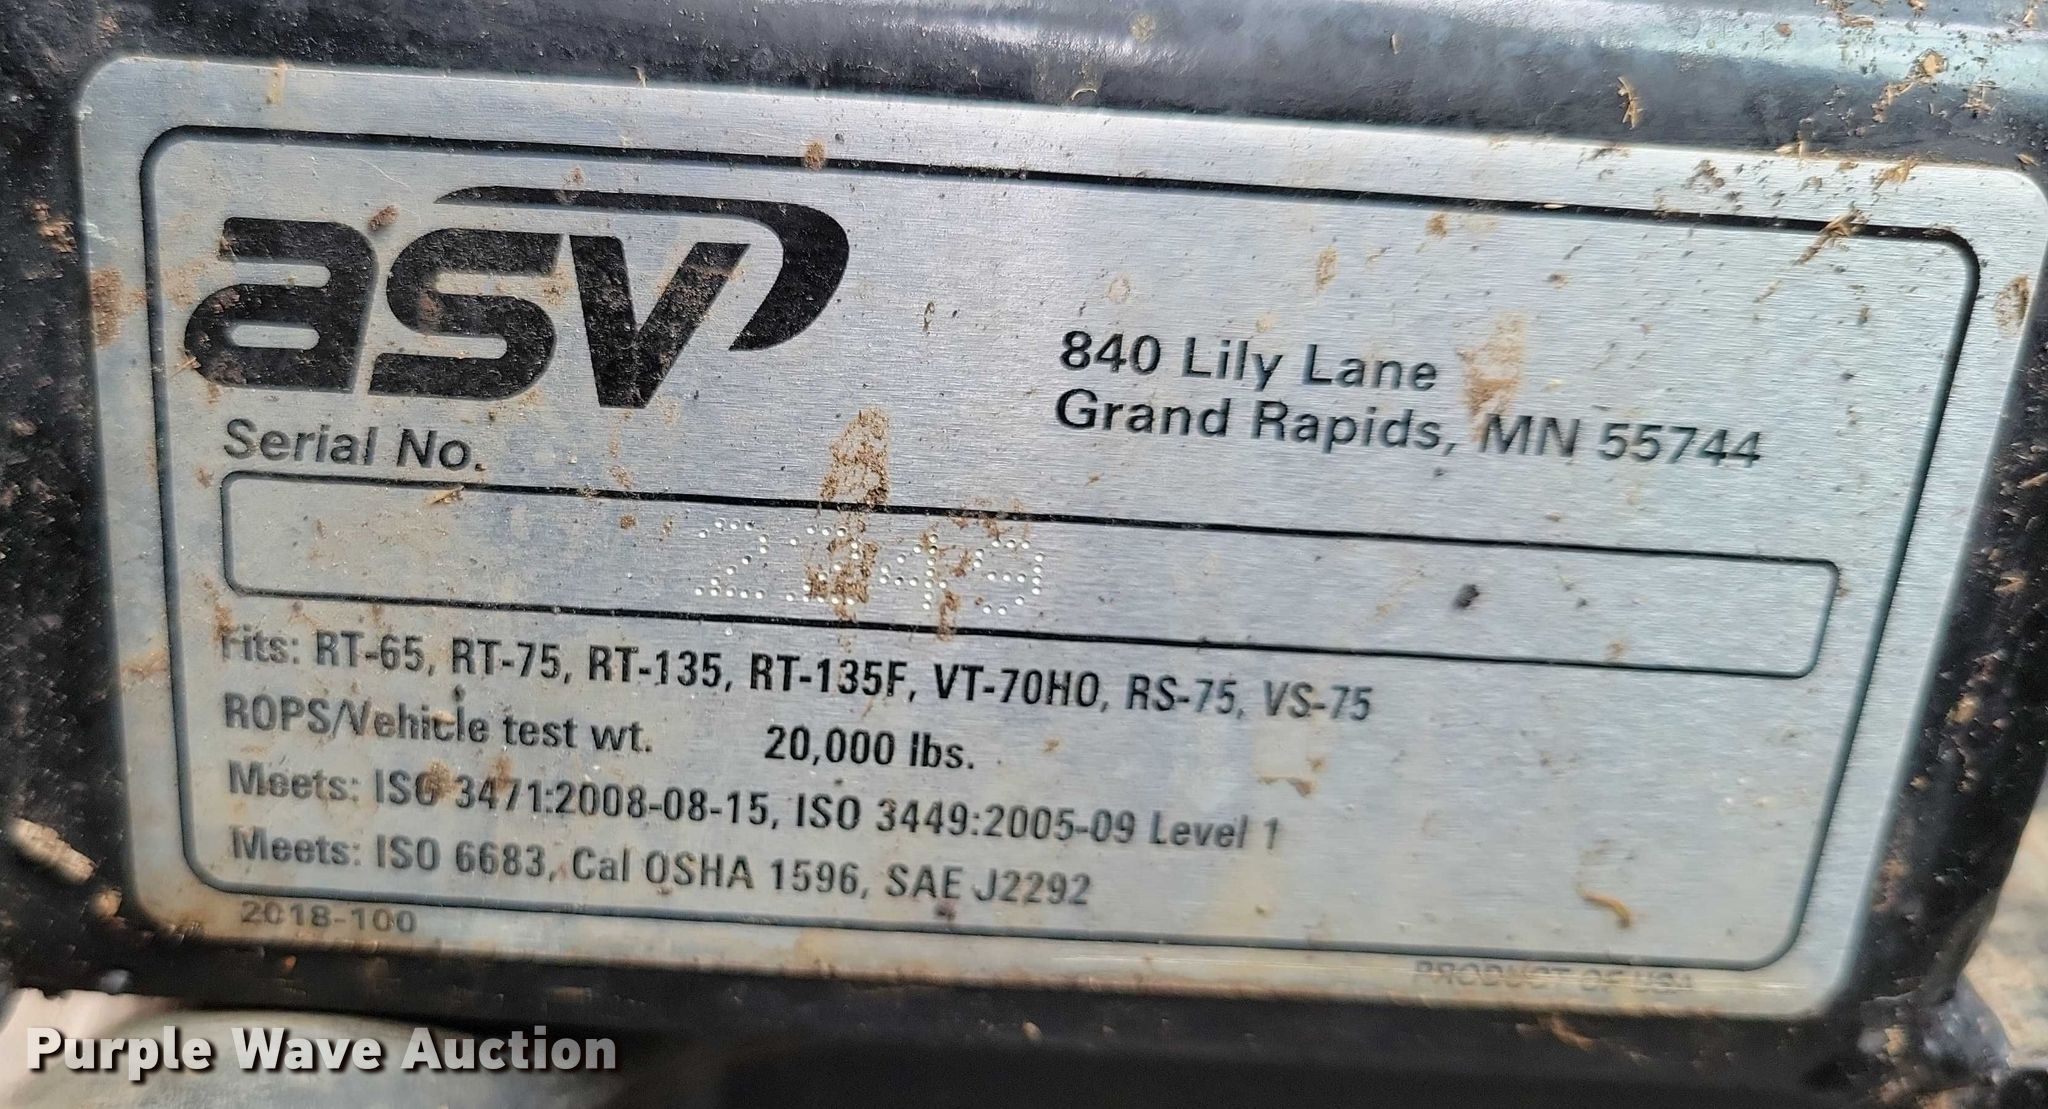 asv
840 Lily Lane
Grand Rapids, MN 55744
Serial No.
Fits: RT-65, RT-75, RT-135, RT-135F, VT-70HO, RS-75, VS-75
ROPS/Vehicle test wt. 20,000 lbs.
Meets: ISO 3471:2008-08-15, ISO 3449:2005-09 Level 1
Meets: ISO 6683, Cal OSHA 1596, SAE J2292
2018-100
PRODUCT OF USA
Purple Wave Auction